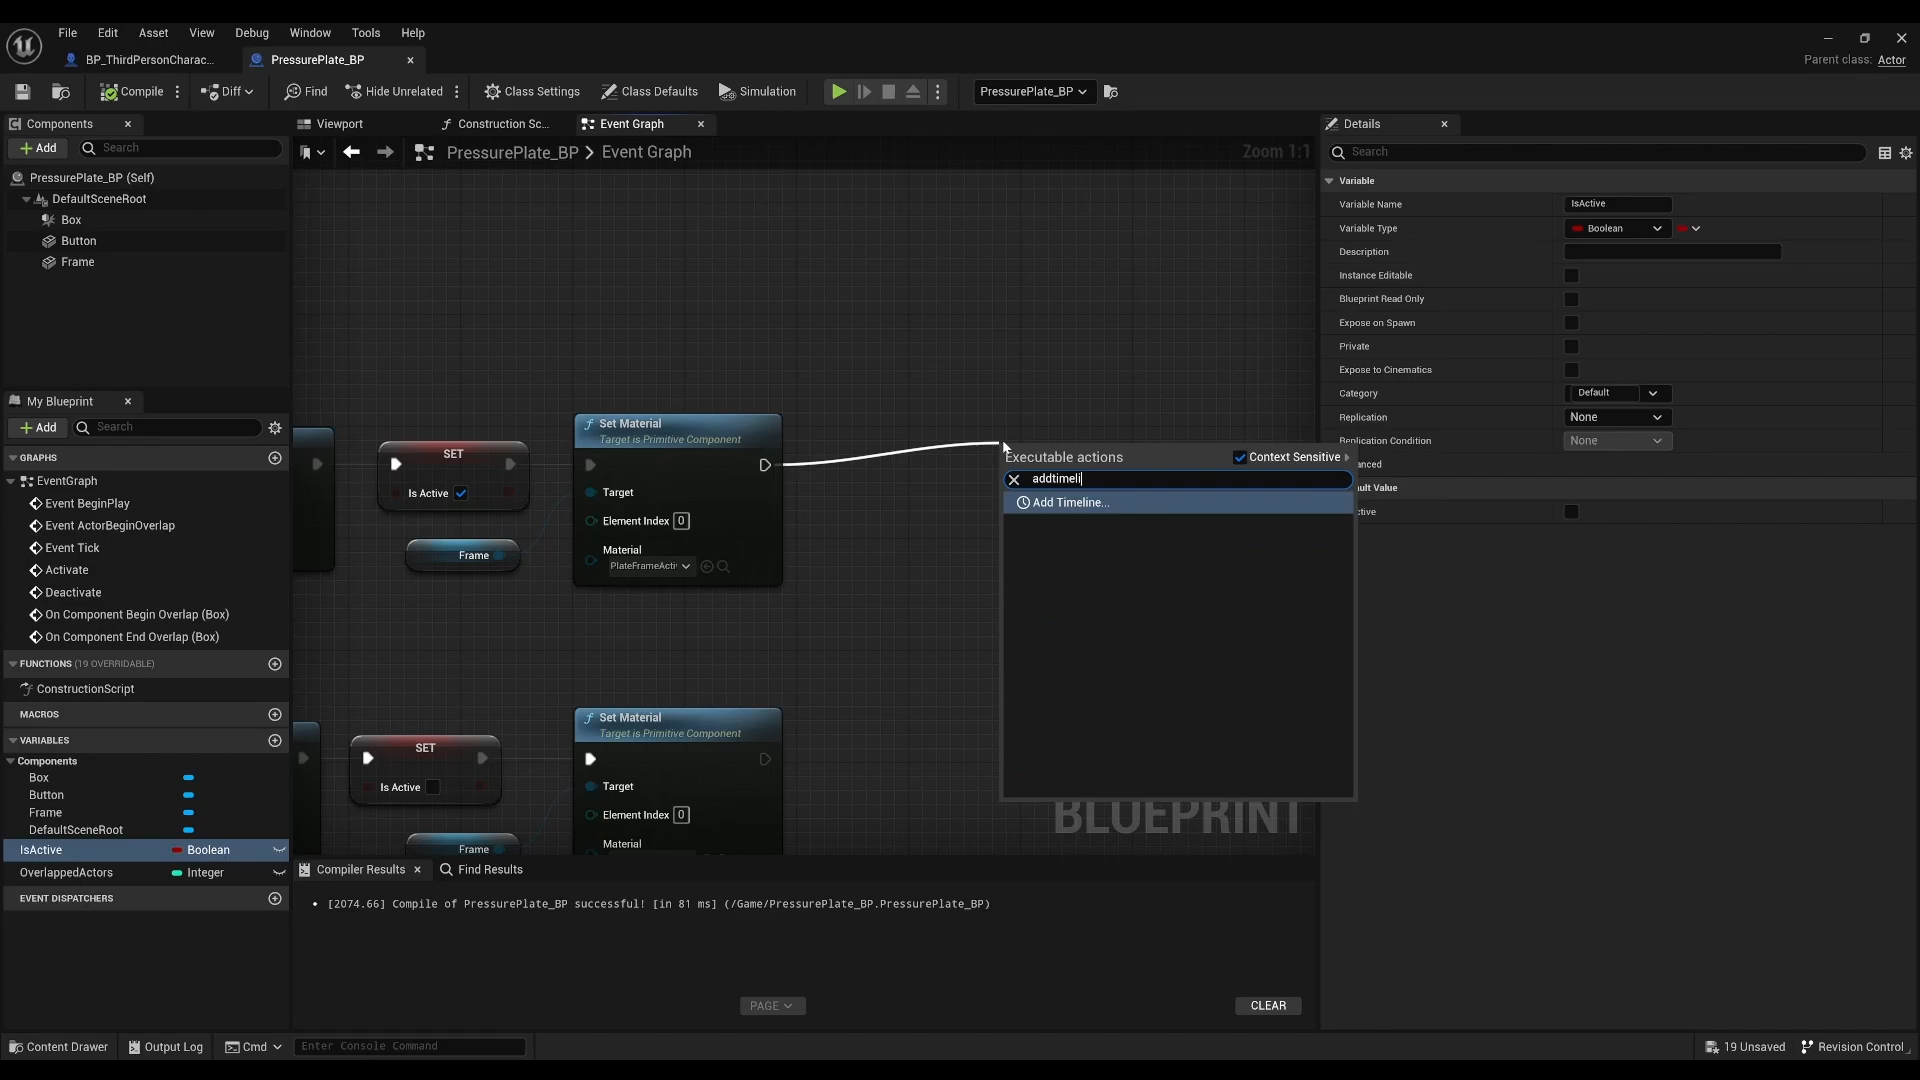 File Edit Asset View Debug Window Tools Help
BP_ThirdPersonCharac...
PressurePlate_BP
Parent class: Actor
Compile
Diff
Find
Hide Unrelated
Class Settings
Class Defaults
Simulation
PressurePlate_BP
Components
Add
Search
PressurePlate_BP (Self)
DefaultSceneRoot
Box
Button
Frame
My Blueprint
Add
Search
GRAPHS
EventGraph
Event BeginPlay
Event ActorBeginOverlap
Event Tick
Activate
Deactivate
On Component Begin Overlap (Box)
On Component End Overlap (Box)
FUNCTIONS (19 OVERRIDABLE)
ConstructionScript
MACROS
VARIABLES
Components
Box
Button
Frame
DefaultSceneRoot
IsActive Boolean
OverlappedActors Integer
EVENT DISPATCHERS
Viewport
Construction Sc...
Event Graph
PressurePlate_BP > Event Graph
Zoom 1:1
SET
Is Active
Frame
Set Material
Target is Primitive Component
Target
Element Index 0
Material
PlateFrameActi
SET
Is Active
Frame
Set Material
Target is Primitive Component
Target
Element Index 0
Material
Executable actions
Context Sensitive
addtimeli
Add Timeline...
BLUEPRINT
Compiler Results
Find Results
• [2074.66] Compile of PressurePlate_BP successful! [in 81 ms] (/Game/PressurePlate_BP.PressurePlate_BP)
PAGE
CLEAR
Details
Search
Variable
Variable Name IsActive
Variable Type Boolean
Description
Instance Editable
Blueprint Read Only
Expose on Spawn
Private
Expose to Cinematics
Category Default
Replication None
Replication Condition None
anced
ult Value
ctive
Content Drawer
Output Log
Cmd
Enter Console Command
19 Unsaved
Revision Control